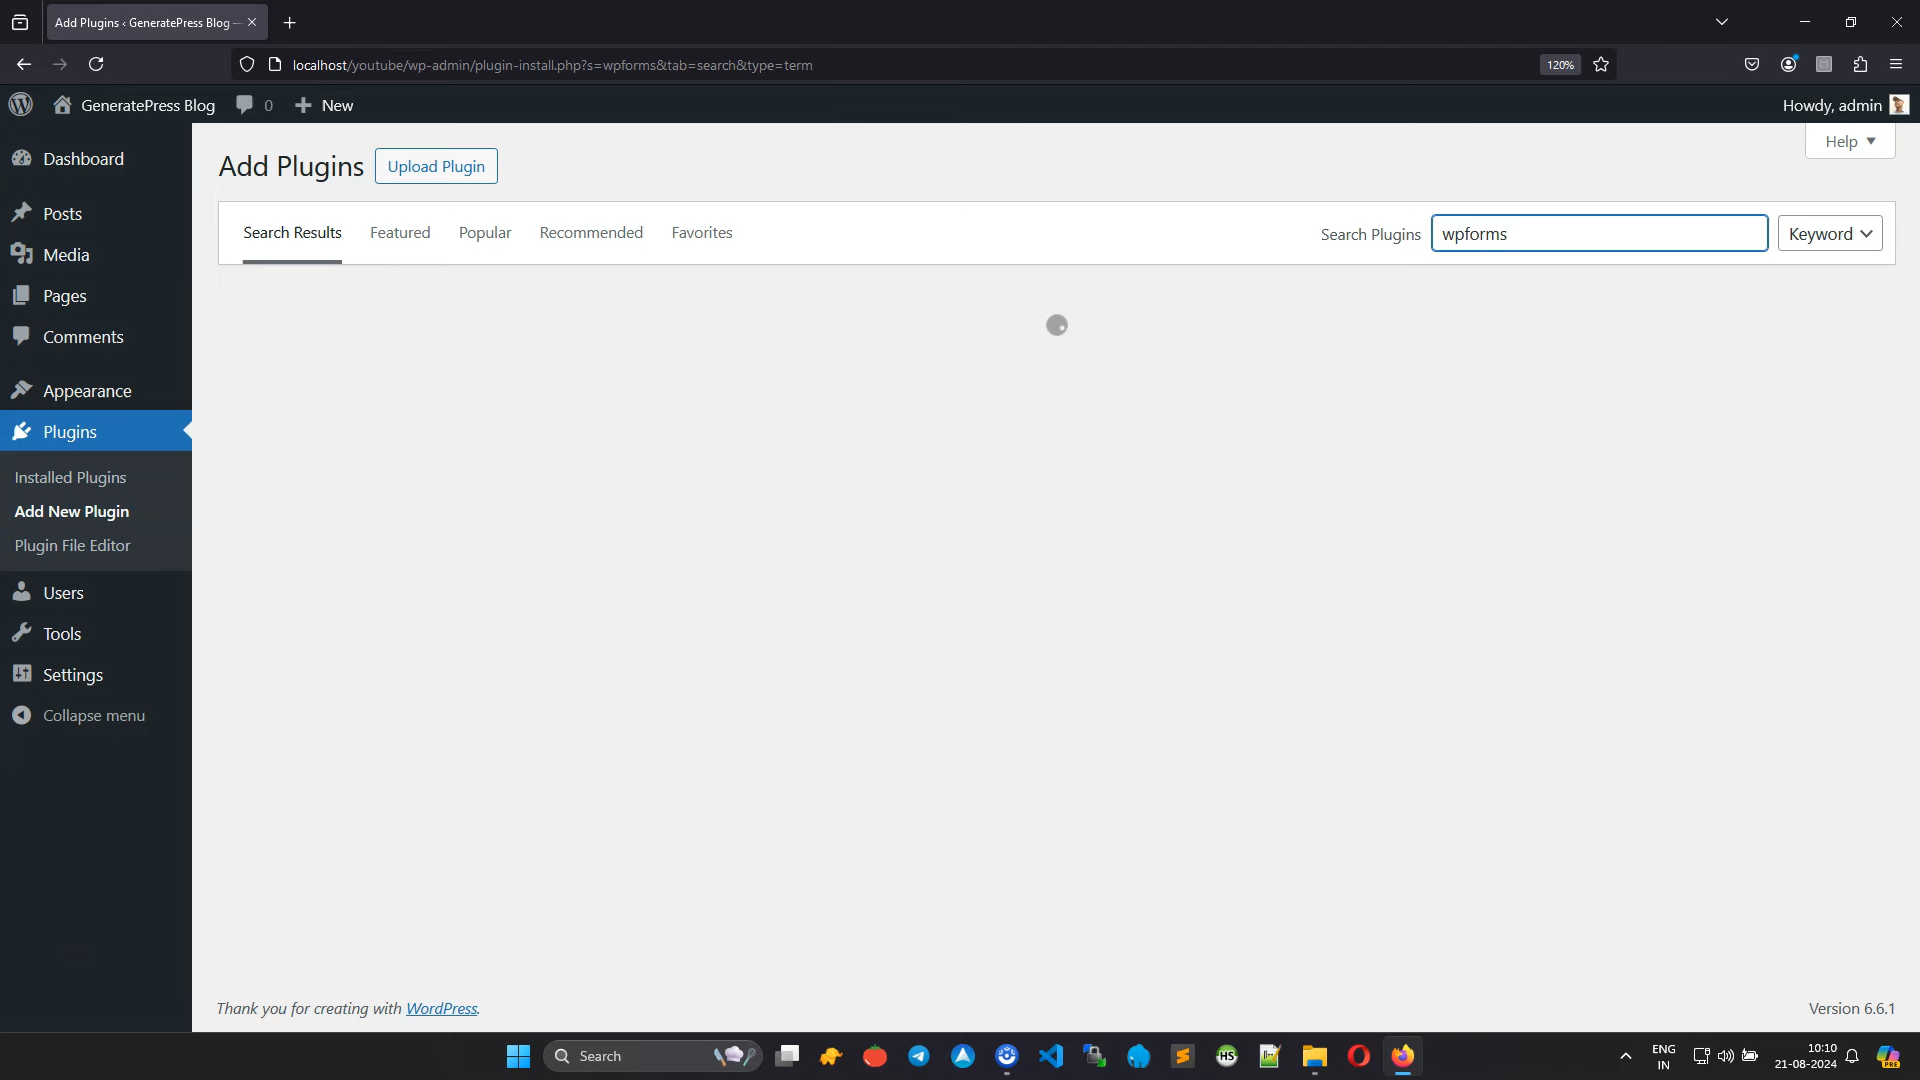 Add Plugins ‹ GeneratePress Blog —
localhost/youtube/wp-admin/plugin-install.php?s=wpforms&tab=search&type=term
120%
GeneratePress Blog
0
New
Howdy, admin
Dashboard
Posts
Media
Pages
Comments
Appearance
Plugins
Installed Plugins
Add New Plugin
Plugin File Editor
Users
Tools
Settings
Collapse menu
Help
Add Plugins
Upload Plugin
Search Results
Featured
Popular
Recommended
Favorites
Search Plugins
wpforms
Keyword
Thank you for creating with WordPress.
Version 6.6.1
Search
HS
ENG
IN
10:10
21-08-2024
PRE